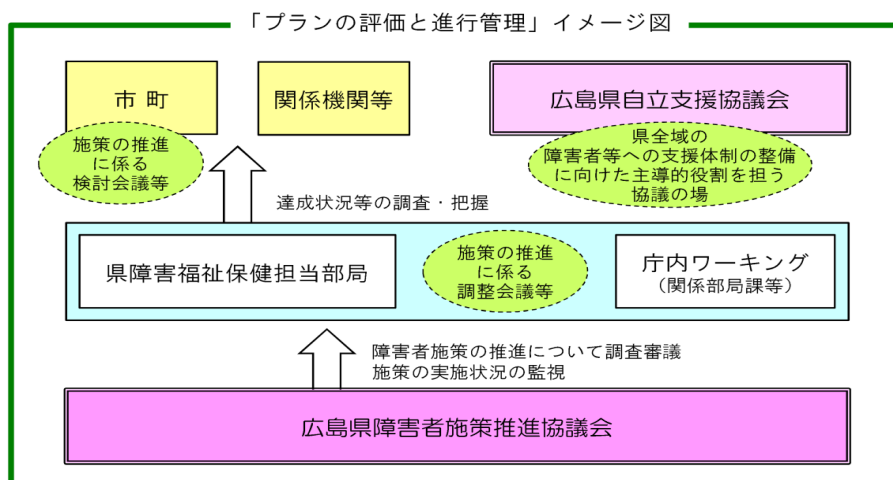 「プランの評価と進行管理」イメージ図
市 町
関係機関等
広島県自立支援協議会
施策の推進
に係る
検討会議等
県全域の
障害者等への支援体制の整備
に向けた主導的役割を担う
協議の場
達成状況等の調査・把握
県障害福祉保健担当部局
施策の推進
に係る
調整会議等
庁内ワーキング
（関係部局課等）
障害者施策の推進について調査審議
施策の実施状況の監視
広島県障害者施策推進協議会